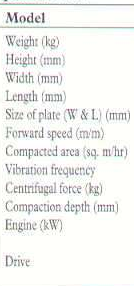 Model
Weight (kg)
Height (mm)
Width (mm)
Length (mm)
Size of plate (W & L) (mm)
Forward speed (m/m)
Compacted area (sq. m/hr)
Vibration frequency
Centrifugal force (kg)
Compaction depth (mm)
Engine (kW)
Drive